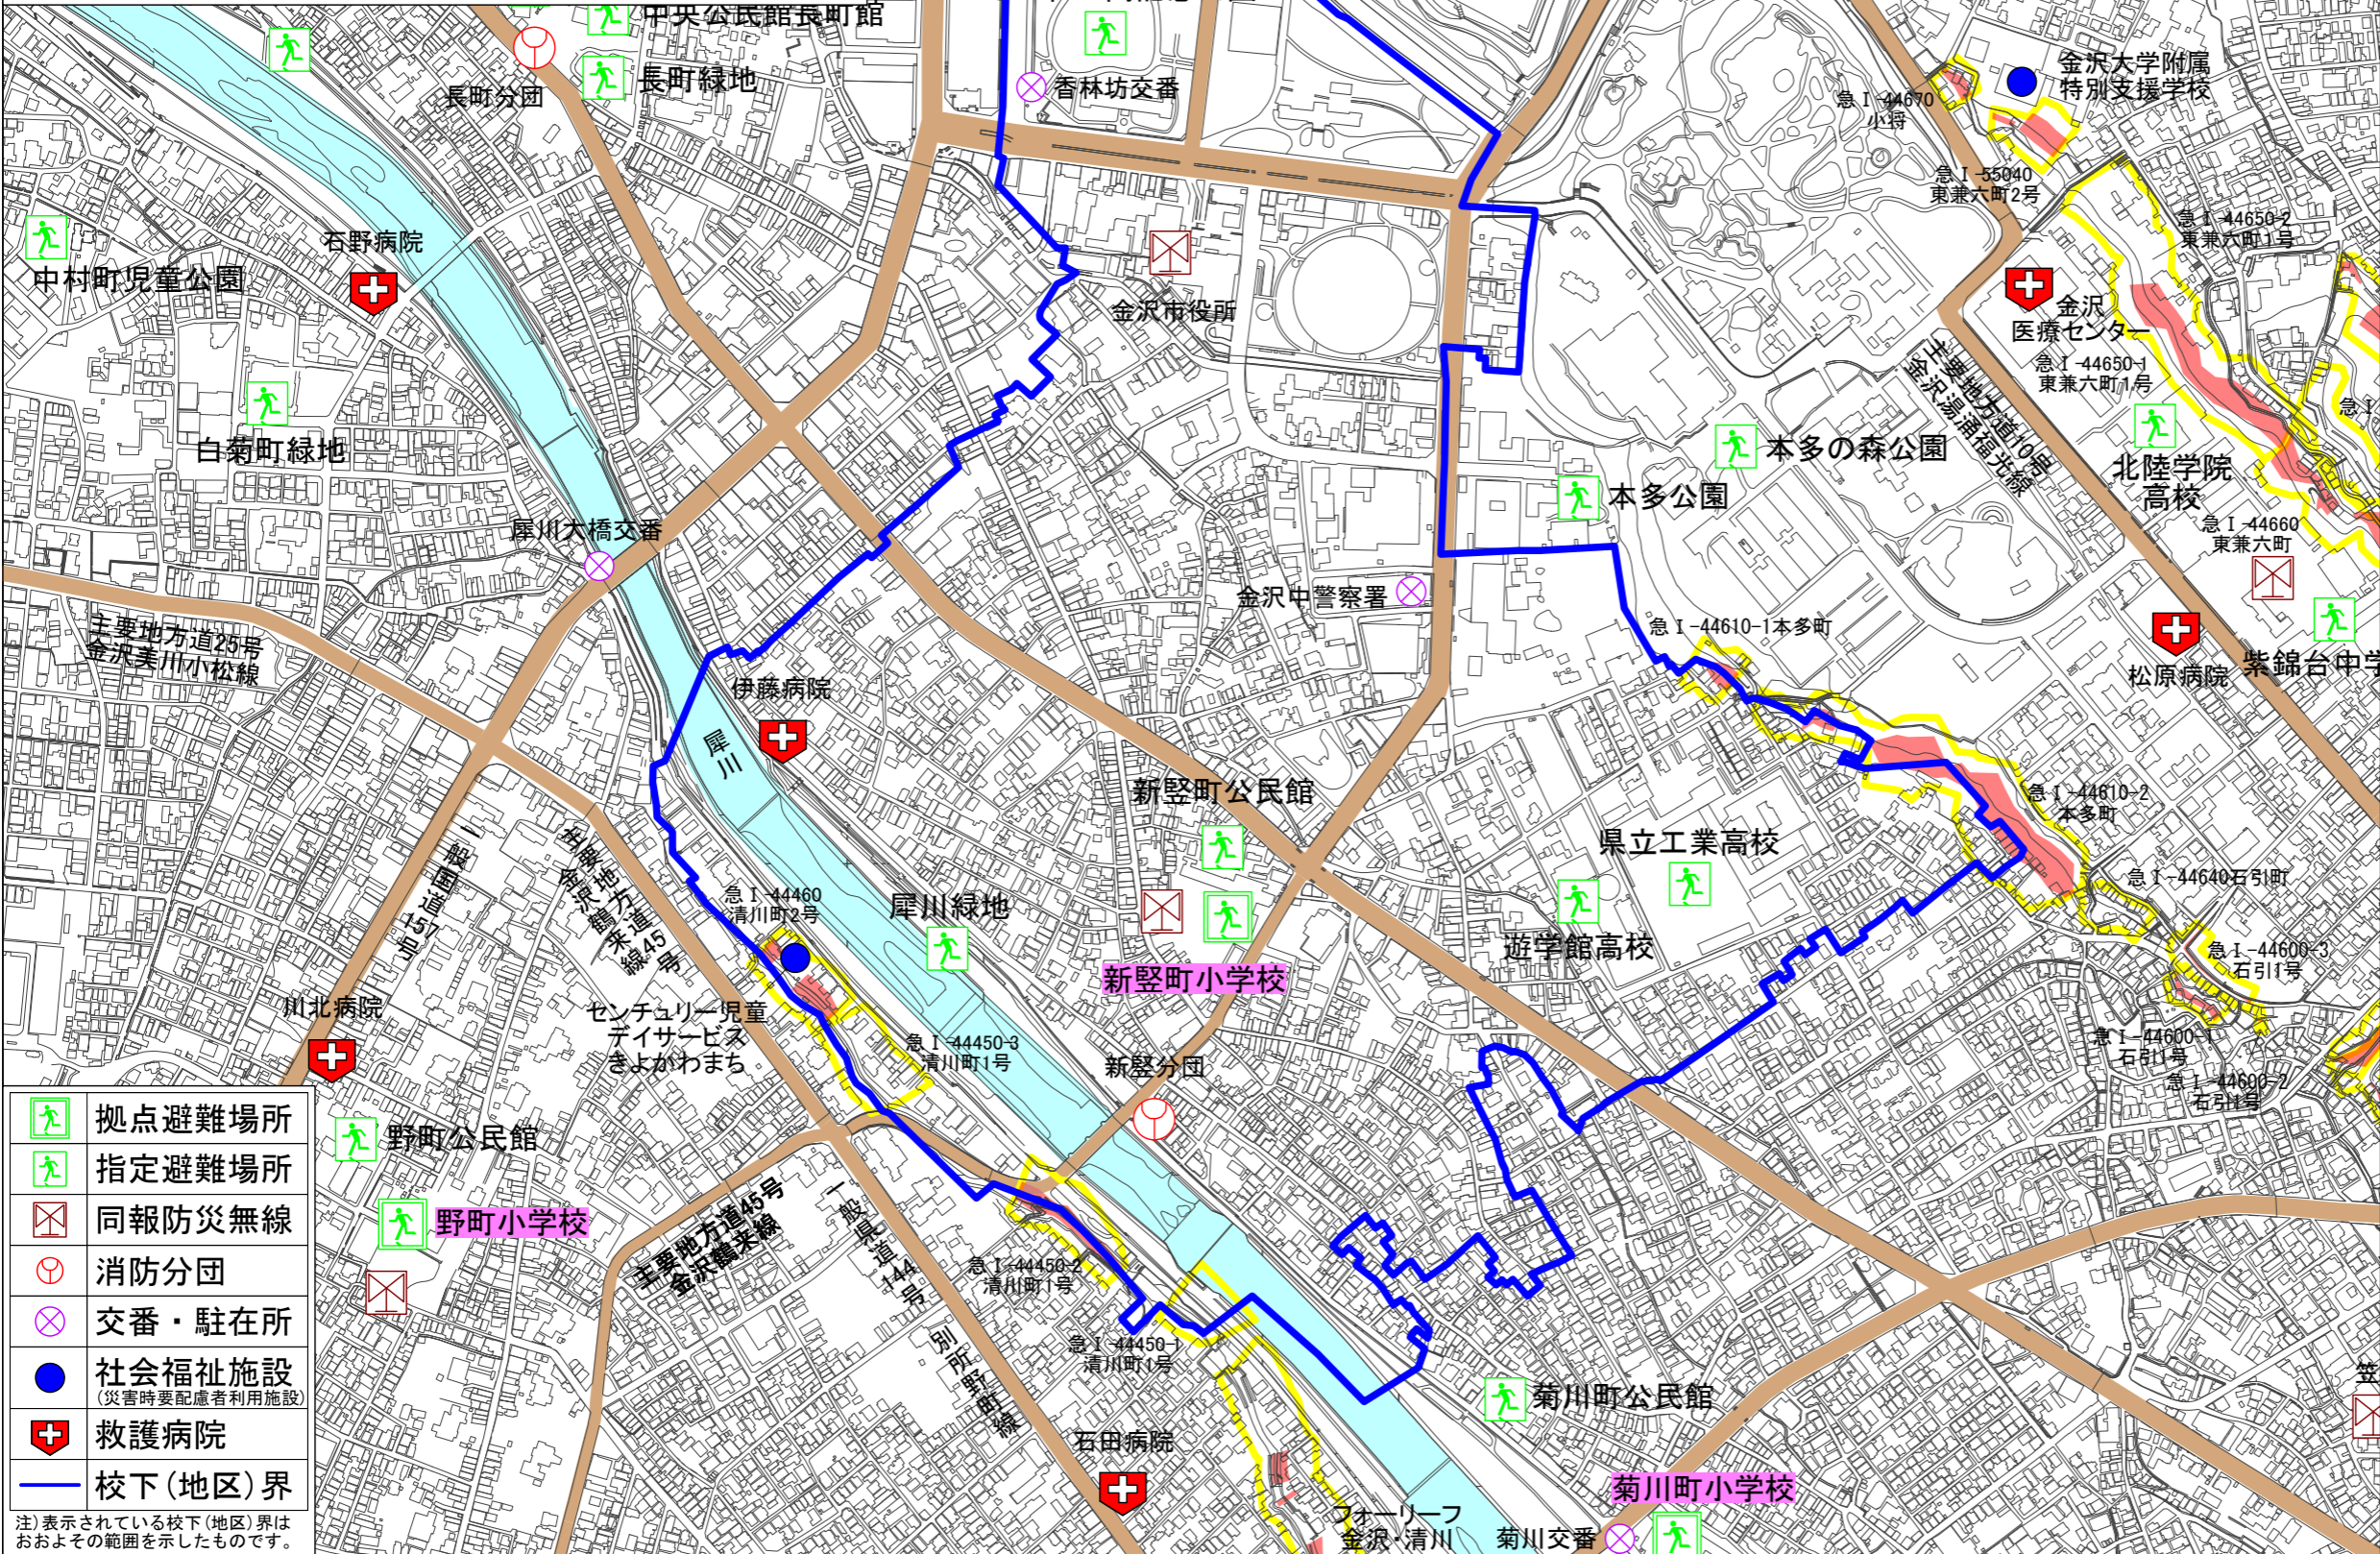 中央公民館長町館
長町緑地
長町分団
香林坊交番
金沢大学附属
特別支援学校
急Ⅰ-44670
小将
急Ⅰ-55040
東兼六町2号
急Ⅰ-44650-2
東兼六町1号
石野病院
中村町児童公園
金沢市役所
金沢
医療センター
急Ⅰ-44650-1
東兼六町1号
主要地方道10号
金沢湯涌福光線
急Ⅰ
白菊町緑地
本多の森公園
本多公園
北陸学院
高校
急Ⅰ-44660
東兼六町
犀川大橋交番
金沢中警察署
主要地方道25号
金沢美川小松線
急Ⅰ-44610-1本多町
松原病院
紫錦台中学
伊藤病院
犀川
新竪町公民館
急Ⅰ-44610-2
本多町
県立工業高校
一般国道157号
主要地方道45号
金沢鶴来線
急Ⅰ-44460
清川町2号
犀川緑地
遊学館高校
急Ⅰ-44640石引町
急Ⅰ-44600-3
石引1号
新竪町小学校
川北病院
センチュリー児童
デイサービス
きよかわまち
急Ⅰ-44450-3
清川町1号
新竪分団
急Ⅰ-44600-1
石引1号
急Ⅰ-44600-2
石引1号
野町公民館
野町小学校
主要地方道45号
金沢鶴来線
一般県道144号
別所野町線
急Ⅰ-44450-2
清川町1号
急Ⅰ-44450-1
清川町1号
菊川町公民館
石田病院
笠
菊川町小学校
フォーリーフ
金沢・清川
菊川交番
拠点避難場所
指定避難場所
同報防災無線
消防分団
交番・駐在所
社会福祉施設
(災害時要配慮者利用施設)
救護病院
校下(地区)界
注)表示されている校下(地区)界は
おおよその範囲を示したものです。